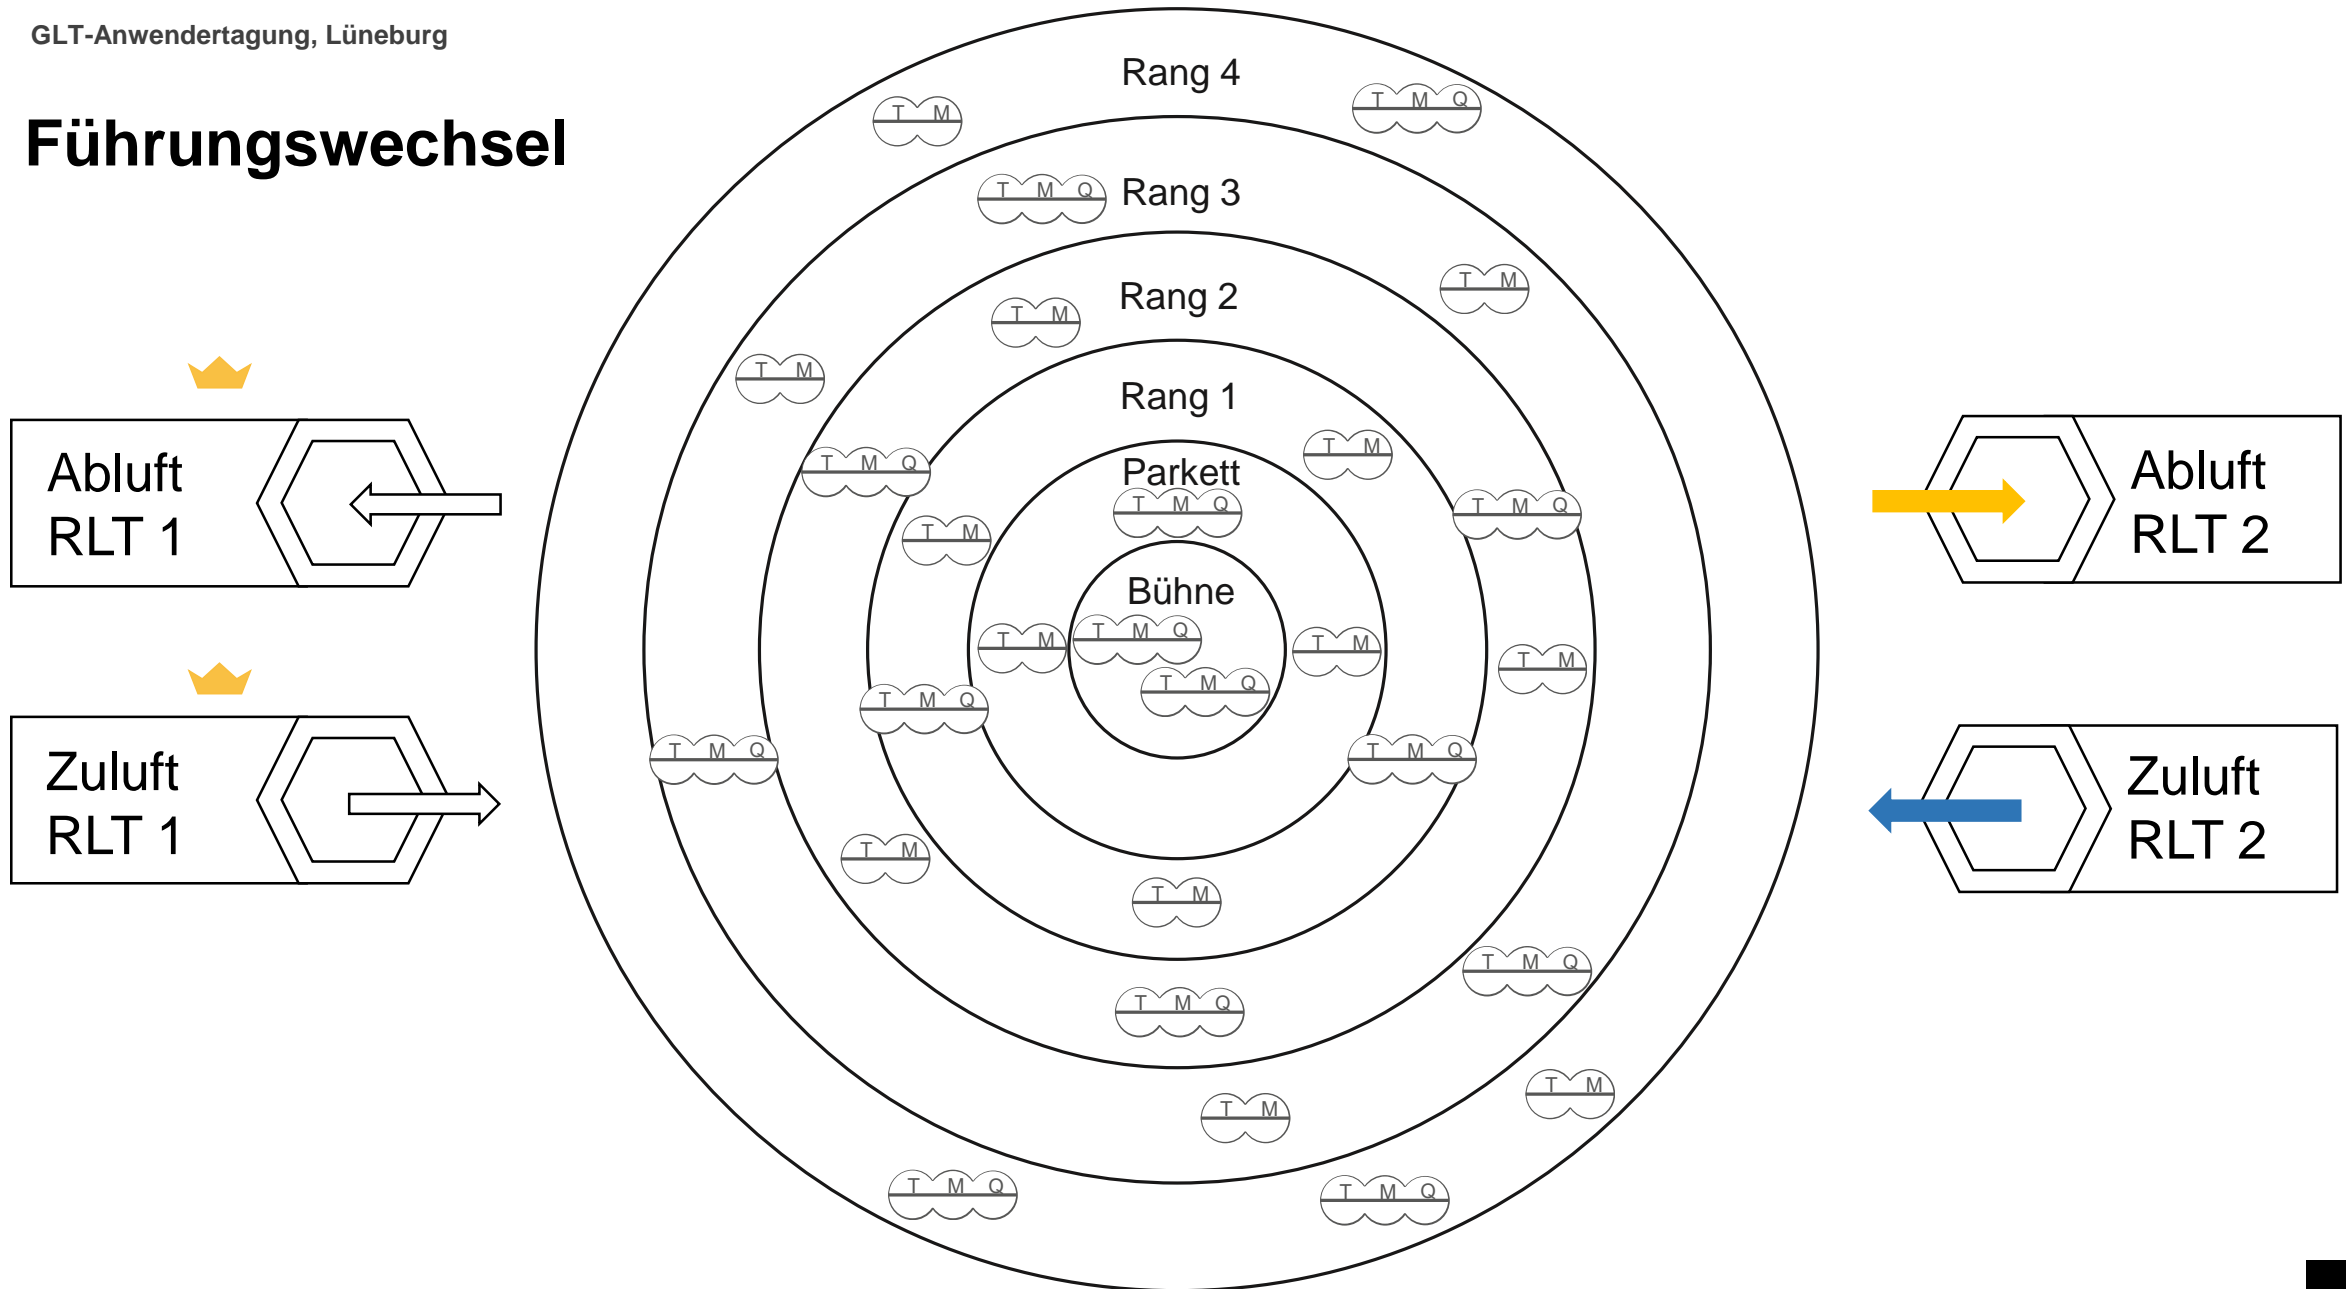 GLT-Anwendertagung, Lüneburg
Führungswechsel
Rang 4
T M
T M Q
T M Q
Rang 3
T M
Rang 2
T M
T M
Rang 1
T M
Parkett
T M Q
T M Q
T M Q
T M
Bühne
T M
T M Q
T M
T M
T M Q
T M Q
T M Q
T M Q
T M
T M
T M Q
T M Q
T M
T M
T M Q
T M Q
Abluft
RLT 1
Zuluft
RLT 1
Abluft
RLT 2
Zuluft
RLT 2